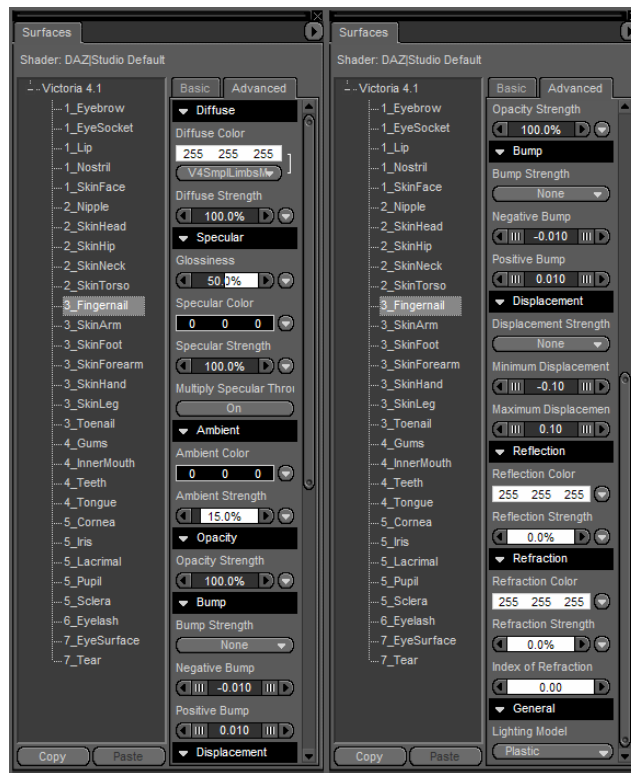 Surfaces
Shader: DAZ|Studio Default
Victoria 4.1
1_Eyebrow
1_EyeSocket
1_Lip
1_Nostril
1_SkinFace
2_Nipple
2_SkinHead
2_SkinHip
2_SkinNeck
2_SkinTorso
3_Fingernail
3_SkinArm
3_SkinFoot
3_SkinForearm
3_SkinHand
3_SkinLeg
3_Toenail
4_Gums
4_InnerMouth
4_Teeth
4_Tongue
5_Cornea
5_Iris
5_Lacrimal
5_Pupil
5_Sclera
6_Eyelash
7_EyeSurface
7_Tear
Copy Paste
Basic Advanced
Diffuse
Diffuse Color
255 255 255
V4SmplLimbsM
Diffuse Strength
100.0%
Specular
Glossiness
50.0%
Specular Color
0 0 0
Specular Strength
100.0%
Multiply Specular Throu
On
Ambient
Ambient Color
0 0 0
Ambient Strength
15.0%
Opacity
Opacity Strength
100.0%
Bump
Bump Strength
None
Negative Bump
-0.010
Positive Bump
0.010
Displacement
Surfaces
Shader: DAZ|Studio Default
Victoria 4.1
1_Eyebrow
1_EyeSocket
1_Lip
1_Nostril
1_SkinFace
2_Nipple
2_SkinHead
2_SkinHip
2_SkinNeck
2_SkinTorso
3_Fingernail
3_SkinArm
3_SkinFoot
3_SkinForearm
3_SkinHand
3_SkinLeg
3_Toenail
4_Gums
4_InnerMouth
4_Teeth
4_Tongue
5_Cornea
5_Iris
5_Lacrimal
5_Pupil
5_Sclera
6_Eyelash
7_EyeSurface
7_Tear
Copy Paste
Basic Advanced
Opacity Strength
100.0%
Bump
Bump Strength
None
Negative Bump
-0.010
Positive Bump
0.010
Displacement
Displacement Strength
None
Minimum Displacement
-0.10
Maximum Displacemen
0.10
Reflection
Reflection Color
255 255 255
Reflection Strength
0.0%
Refraction
Refraction Color
255 255 255
Refraction Strength
0.0%
Index of Refraction
0.00
General
Lighting Model
Plastic